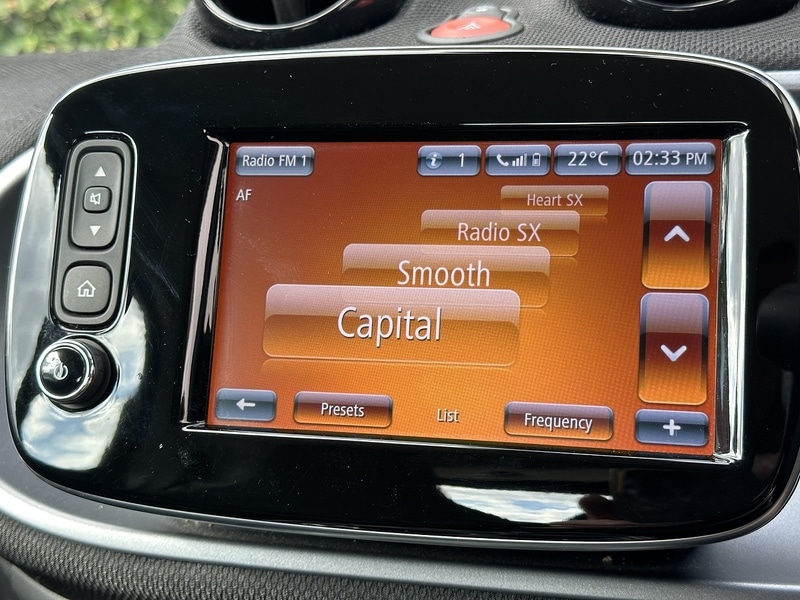 Radio FM 1
1
22°C
02:33 PM
AF
Heart SX
Radio SX
Smooth
Capital
Presets
List
Frequency